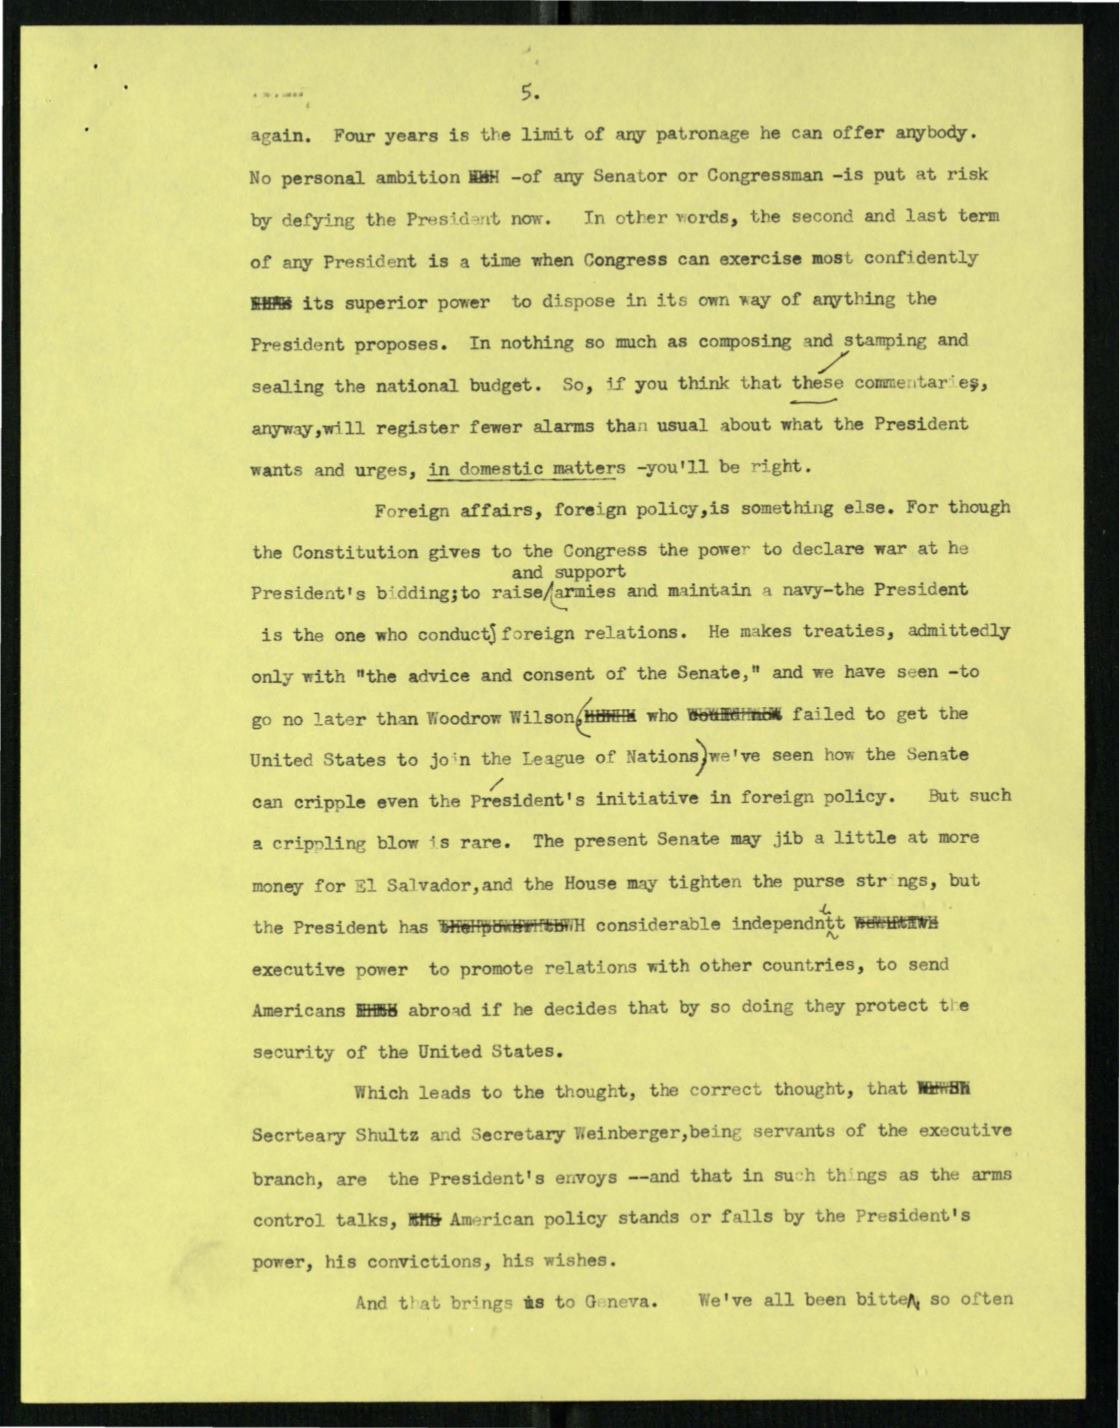 5.
again. Four years is the limit of any patronage he can offer anybody.
No personal ambition -of any Senator or Congressman -is put at risk
by defying the President now. In other words, the second and last term
of any President is a time when Congress can exercise most confidently
its superior power to dispose in its own way of anything the
President proposes. In nothing so much as composing and stamping and
sealing the national budget. So, if you think that these commentaries,
anyway,will register fewer alarms than usual about what the President
wants and urges, in domestic matters -you'll be right.
Foreign affairs, foreign policy,is something else. For though
the Constitution gives to the Congress the power to declare war at he
and support
President's bidding;to raise/armies and maintain a navy-the President
is the one who conducts foreign relations. He makes treaties, admittedly
only with "the advice and consent of the Senate," and we have seen -to
go no later than Woodrow Wilson,( who failed to get the
United States to join the League of Nations)we've seen how the Senate
can cripple even the President's initiative in foreign policy. But such
a crippling blow is rare. The present Senate may jib a little at more
money for El Salvador,and the House may tighten the purse strings, but
the President has considerable independntt
executive power to promote relations with other countries, to send
Americans abroad if he decides that by so doing they protect the
security of the United States.
Which leads to the thought, the correct thought, that
Secrteary Shultz and Secretary Weinberger,being servants of the executive
branch, are the President's envoys --and that in such things as the arms
control talks, American policy stands or falls by the President's
power, his convictions, his wishes.
And that brings us to Geneva. We've all been bitten, so often